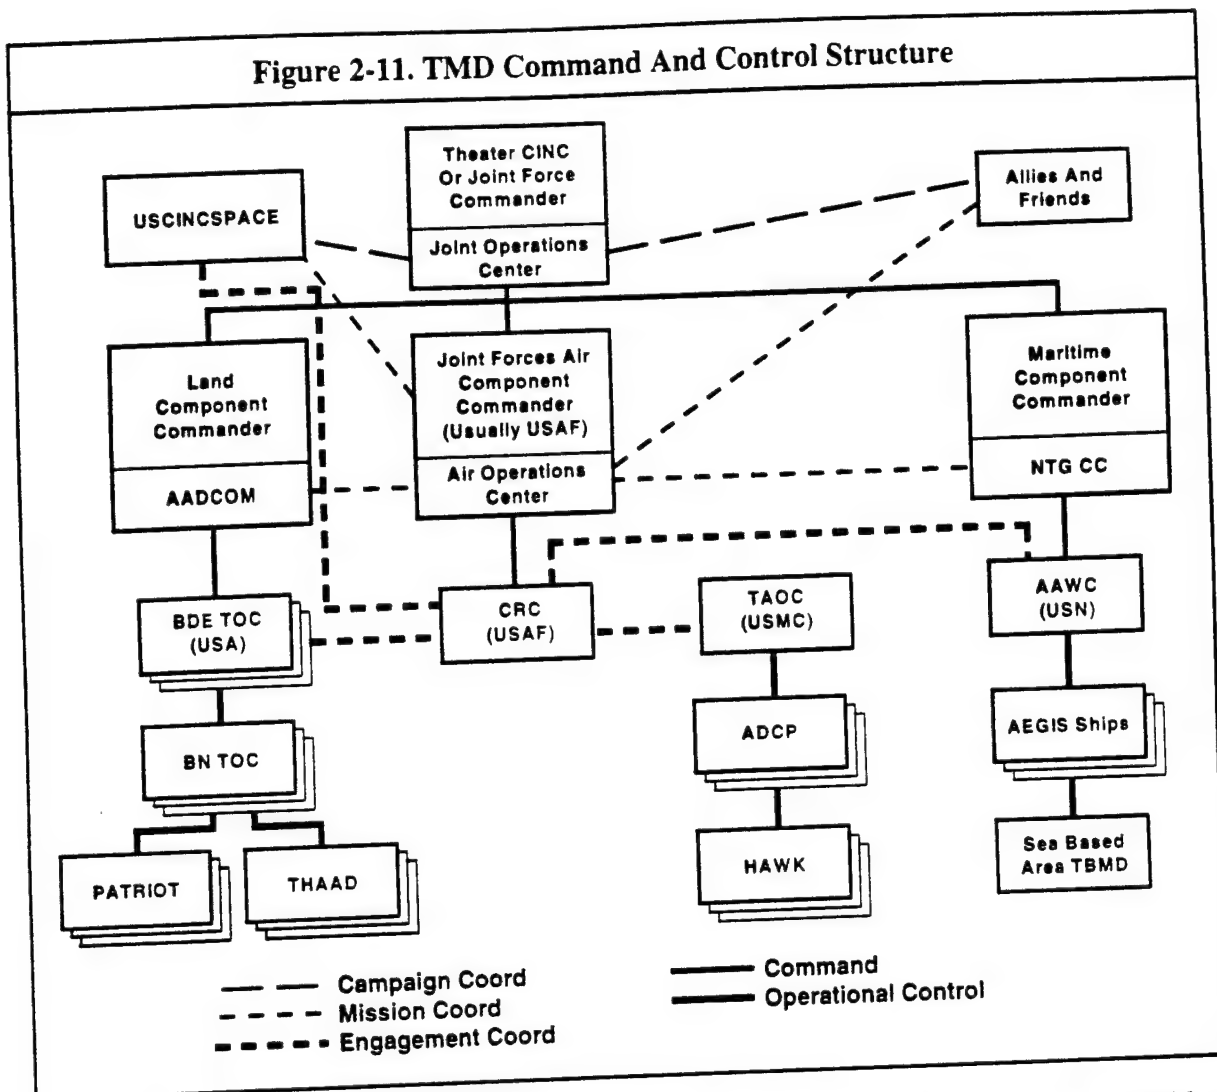 Figure 2-11. TMD Command And Control Structure
Theater CINC
Or Joint Force
Commander
Joint Operations
Center
USCINCSPACE
Allies And
Friends
Land
Component
Commander
AADCOM
Joint Forces Air
Component
Commander
(Usually USAF)
Air Operations
Center
Maritime
Component
Commander
NTG CC
BDE TOC
(USA)
CRC
(USAF)
TAOC
(USMC)
AAWC
(USN)
BN TOC
ADCP
AEGIS Ships
PATRIOT
THAAD
HAWK
Sea Based
Area TBMD
Campaign Coord
Mission Coord
Engagement Coord
Command
Operational Control